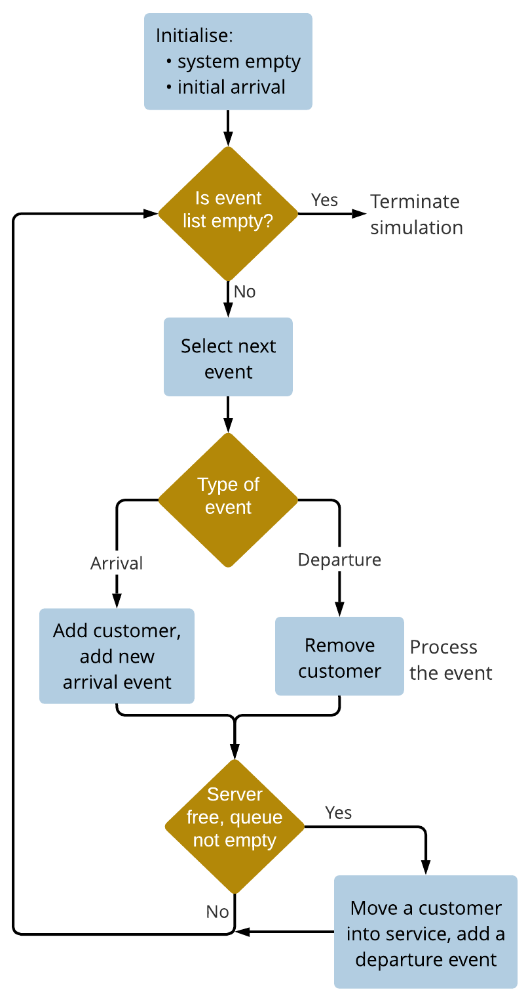 Initialise:
• system empty
• initial arrival
Is event
list empty?
Yes
Terminate
simulation
No
Select next
event
Type of
event
Arrival
Departure
Add customer,
add new
arrival event
Remove
customer
Process
the event
Server
free, queue
not empty
Yes
No
Move a customer
into service, add a
departure event